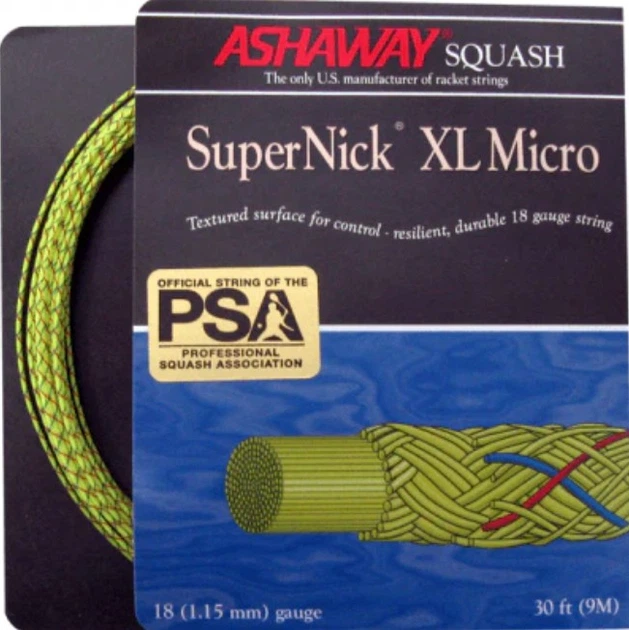 ASHAWAY® SQUASH
The only U.S. manufacturer of racket strings
SuperNick® XL Micro
Textured surface for control - resilient, durable 18 gauge string
OFFICIAL STRING OF THE
PSA
PROFESSIONAL
SQUASH ASSOCIATION
18 (1.15 mm) gauge
30 ft (9M)